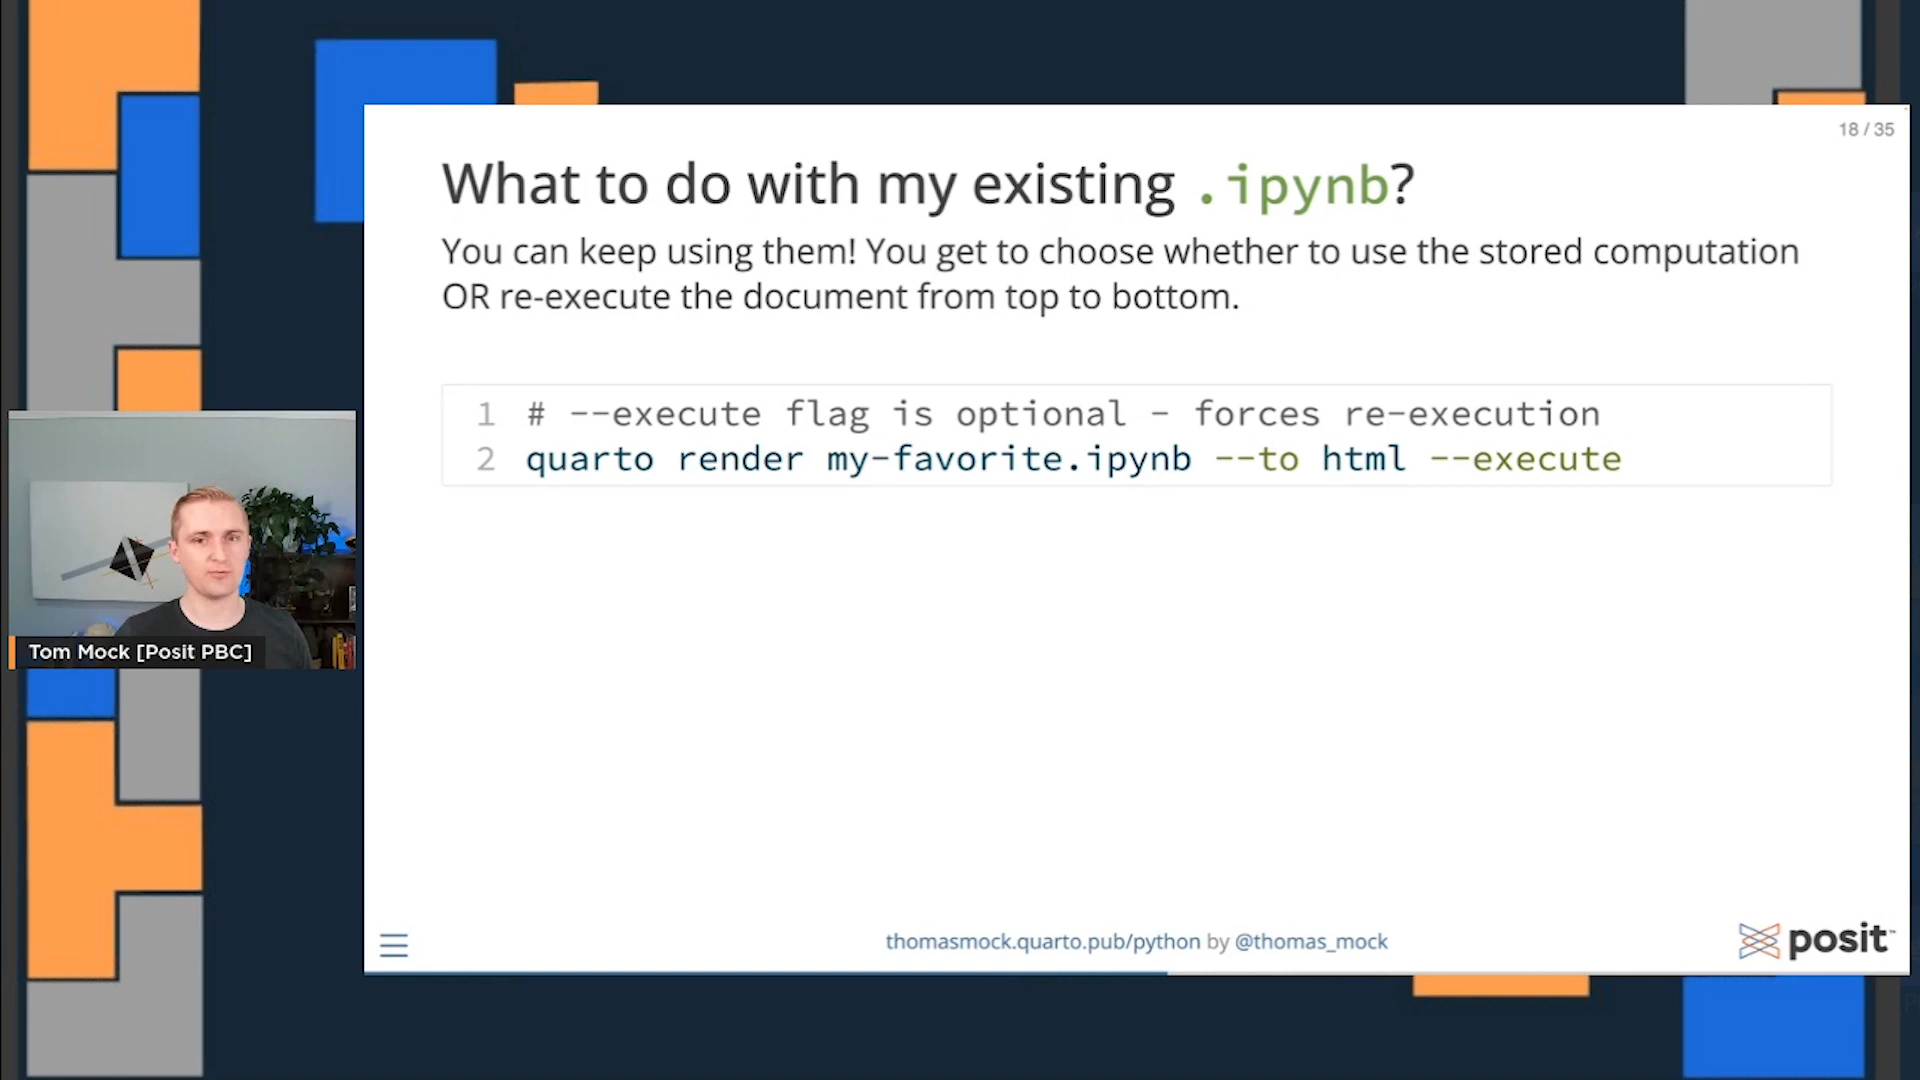 18 / 35
What to do with my existing .ipynb?
You can keep using them! You get to choose whether to use the stored computation
OR re-execute the document from top to bottom.
1 # --execute flag is optional - forces re-execution
2 quarto render my-favorite.ipynb --to html --execute
Tom Mock [Posit PBC]
thomasmock.quarto.pub/python by @thomas_mock
posit™